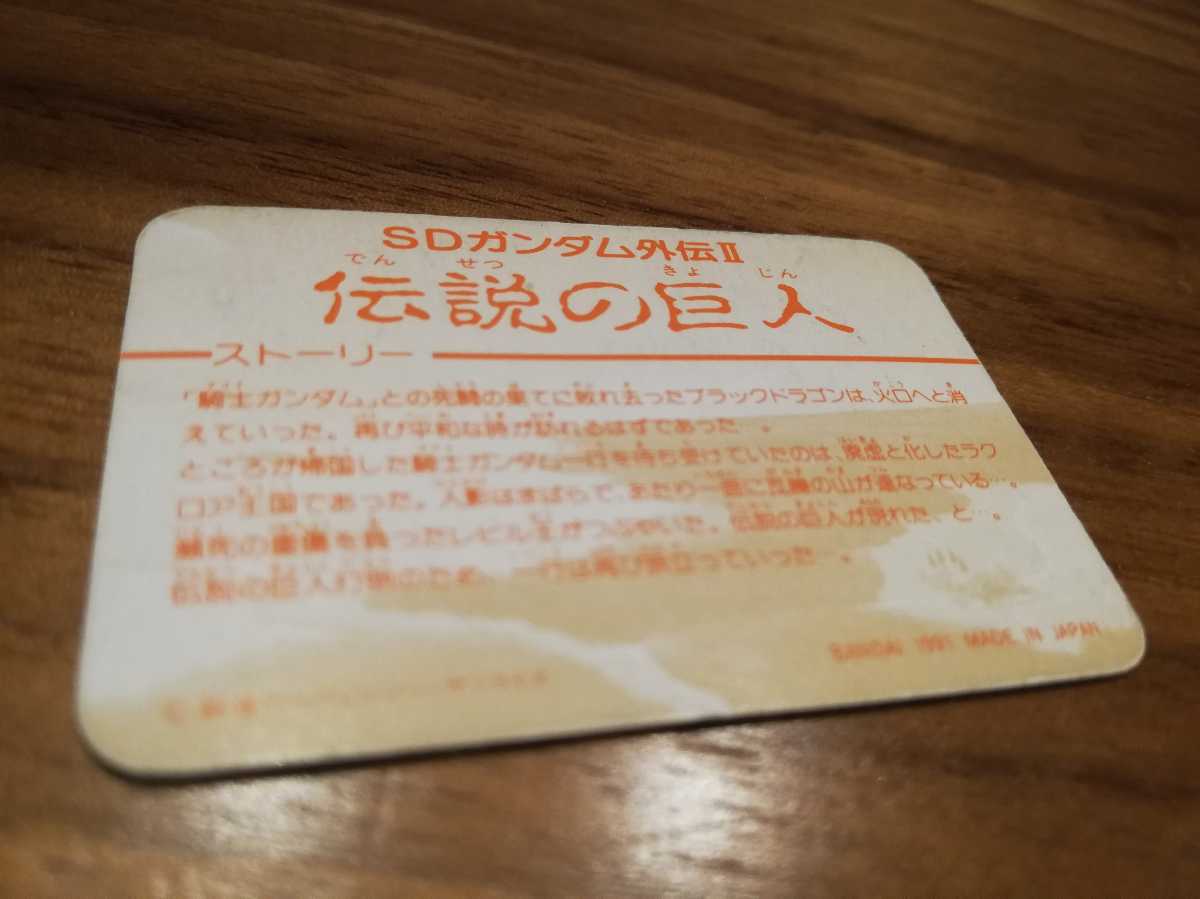 SDガンダム外伝Ⅱ
でん せつ きょ じん
伝説の巨人
ストーリー
「騎士ガンダム」との死闘の果てに敗れ去ったブラックドラゴンは、火口へと消
えていった。再び平和な時が訪れるはずであった…。
ところが帰国した騎士ガンダム一行を待ち受けていたのは、廃虚と化したラク
ロア王国であった。人影はまばらで、あたり一面に瓦礫の山が連なっている…。
瀕死の重傷を負ったレビル王がつぶやいた。伝説の巨人が現れた、と…。
伝説の巨人打倒のため、一行は再び旅立っていった…。
BANDAI 1991 MADE IN JAPAN